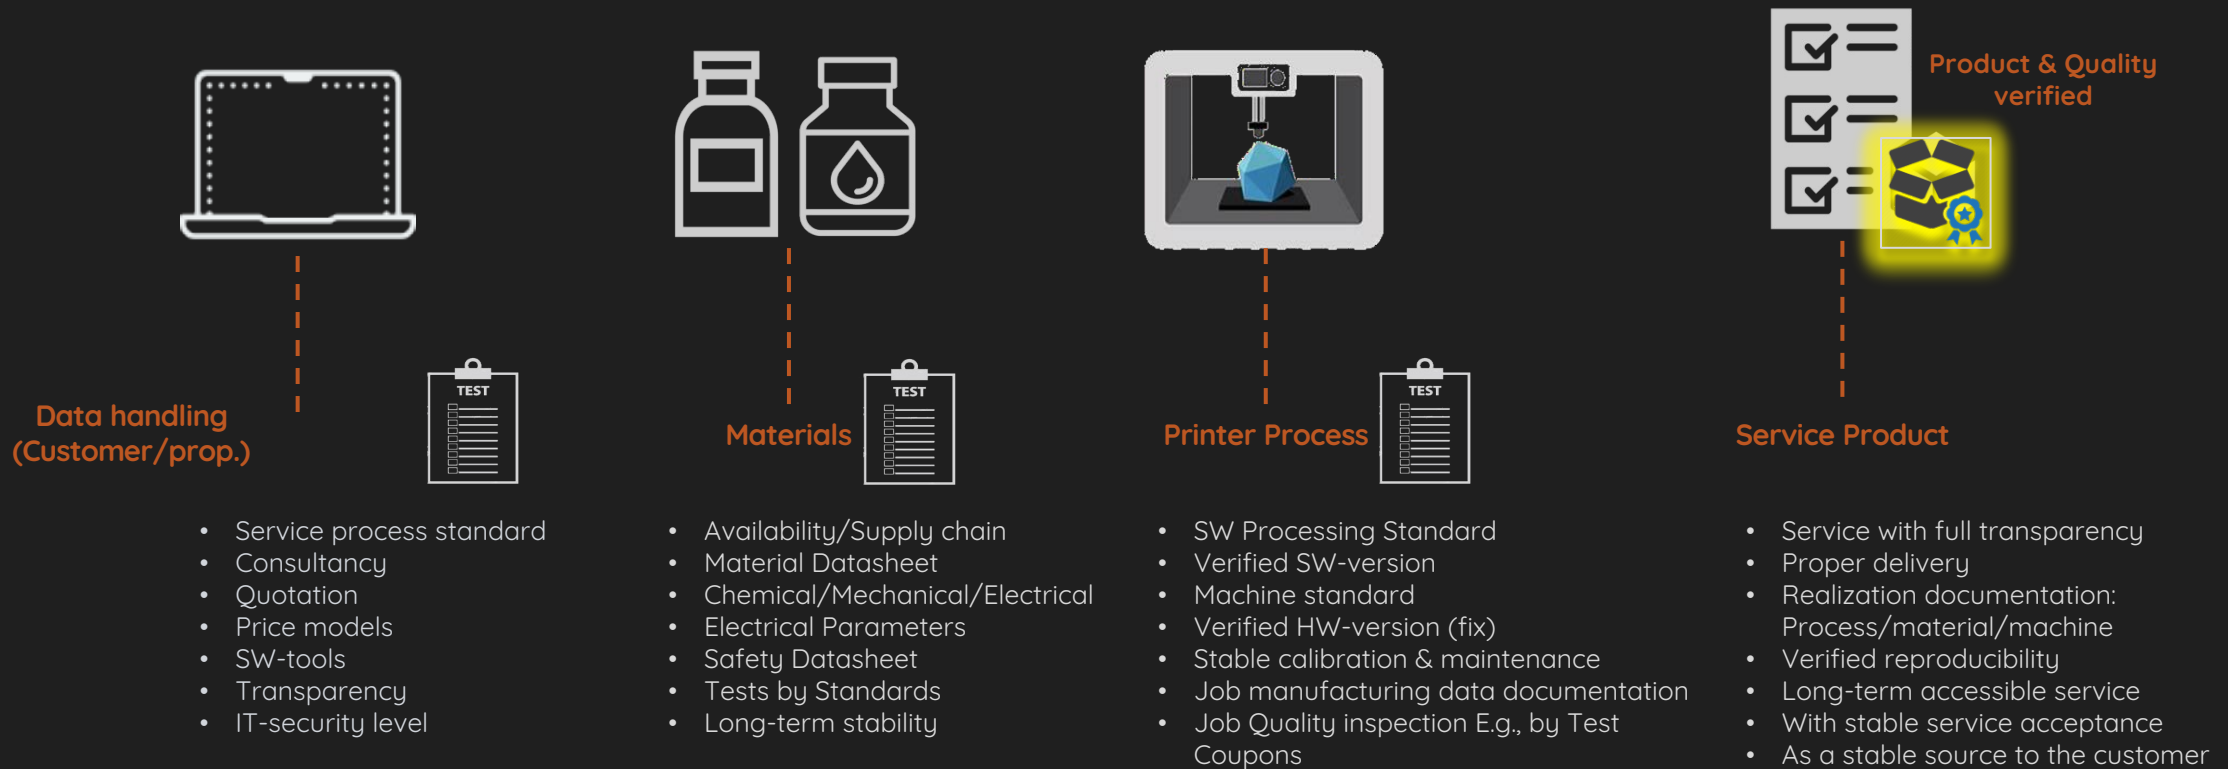 Product & Quality
verified
Data handling
(Customer/prop.)
TEST
• Service process standard
• Consultancy
• Quotation
• Price models
• SW-tools
• Transparency
• IT-security level
Materials
TEST
• Availability/Supply chain
• Material Datasheet
• Chemical/Mechanical/Electrical
• Electrical Parameters
• Safety Datasheet
• Tests by Standards
• Long-term stability
Printer Process
TEST
• SW Processing Standard
• Verified SW-version
• Machine standard
• Verified HW-version (fix)
• Stable calibration & maintenance
• Job manufacturing data documentation
• Job Quality inspection E.g., by Test
Coupons
Service Product
• Service with full transparency
• Proper delivery
• Realization documentation:
Process/material/machine
• Verified reproducibility
• Long-term accessible service
• With stable service acceptance
• As a stable source to the customer